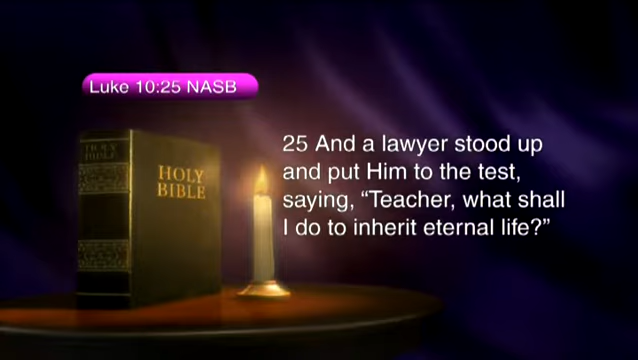 Luke 10:25 NASB
HOLY
BIBLE
HOLY
BIBLE
25 And a lawyer stood up
and put Him to the test,
saying, “Teacher, what shall
I do to inherit eternal life?”